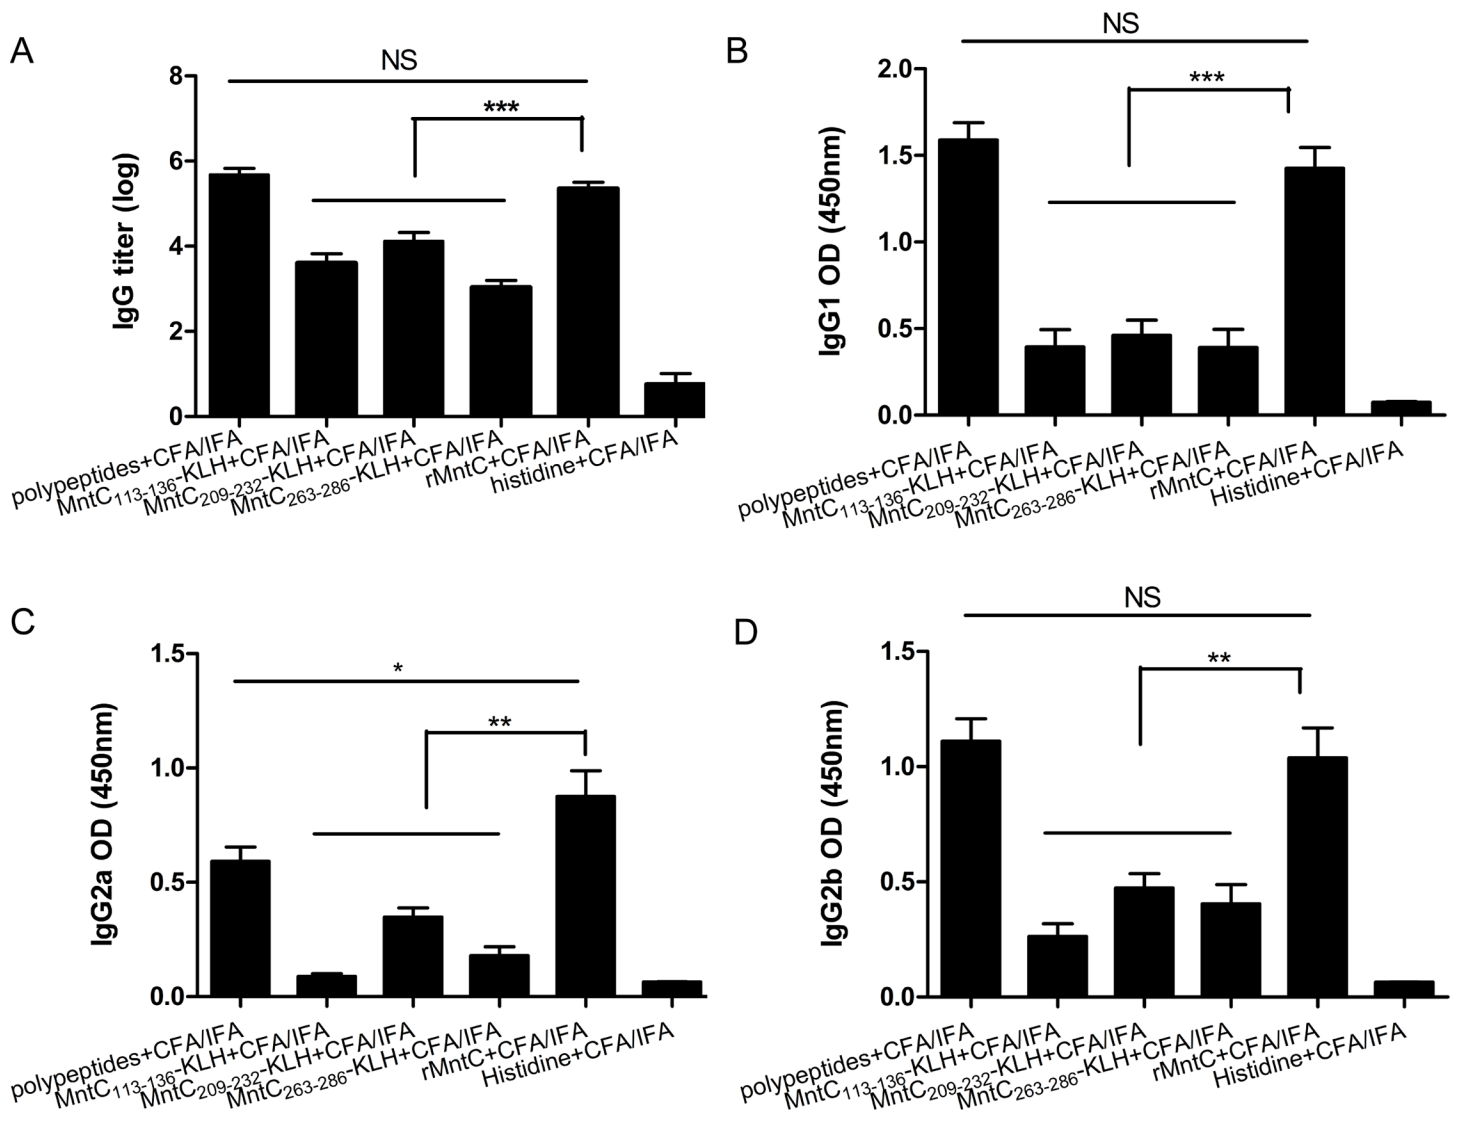 A
NS
***
IgG titer (log)
8
6
4
2
0
polypeptides+CFA/IFA
MntC113-136-KLH+CFA/IFA
MntC209-232-KLH+CFA/IFA
MntC263-286-KLH+CFA/IFA
rMntC+CFA/IFA
histidine+CFA/IFA
B
NS
***
IgG1 OD (450nm)
2.0
1.5
1.0
0.5
0.0
polypeptides+CFA/IFA
MntC113-136-KLH+CFA/IFA
MntC209-232-KLH+CFA/IFA
MntC263-286-KLH+CFA/IFA
rMntC+CFA/IFA
Histidine+CFA/IFA
C
*
**
IgG2a OD (450nm)
1.5
1.0
0.5
0.0
polypeptides+CFA/IFA
MntC113-136-KLH+CFA/IFA
MntC209-232-KLH+CFA/IFA
MntC263-286-KLH+CFA/IFA
rMntC+CFA/IFA
Histidine+CFA/IFA
D
NS
**
IgG2b OD (450nm)
1.5
1.0
0.5
0.0
polypeptides+CFA/IFA
MntC113-136-KLH+CFA/IFA
MntC209-232-KLH+CFA/IFA
MntC263-286-KLH+CFA/IFA
rMntC+CFA/IFA
Histidine+CFA/IFA